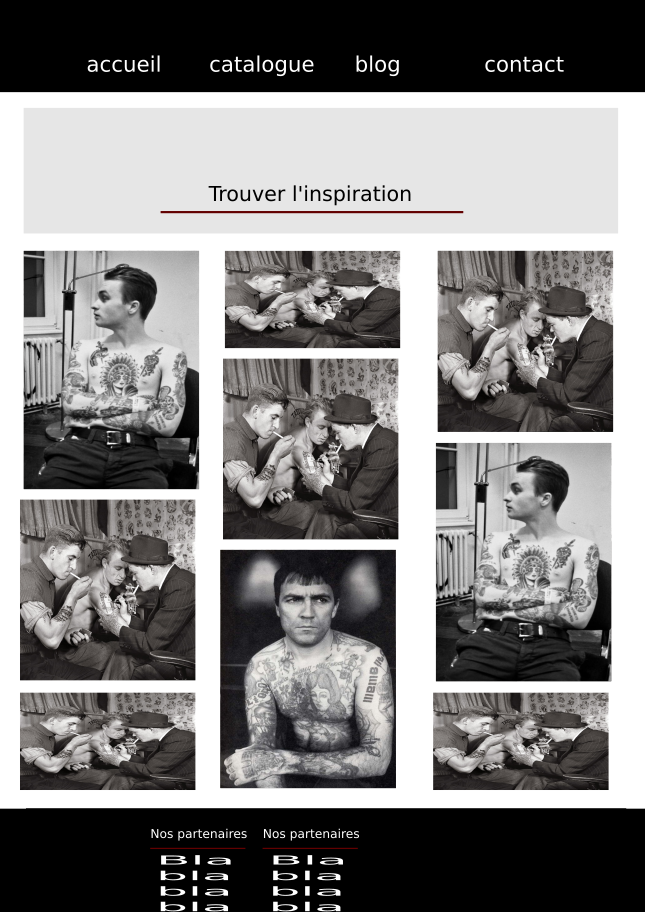 accueil catalogue blog contact
Trouver l'inspiration
Nos partenaires Nos partenaires
Bla Bla
bla bla
bla bla
bla bla